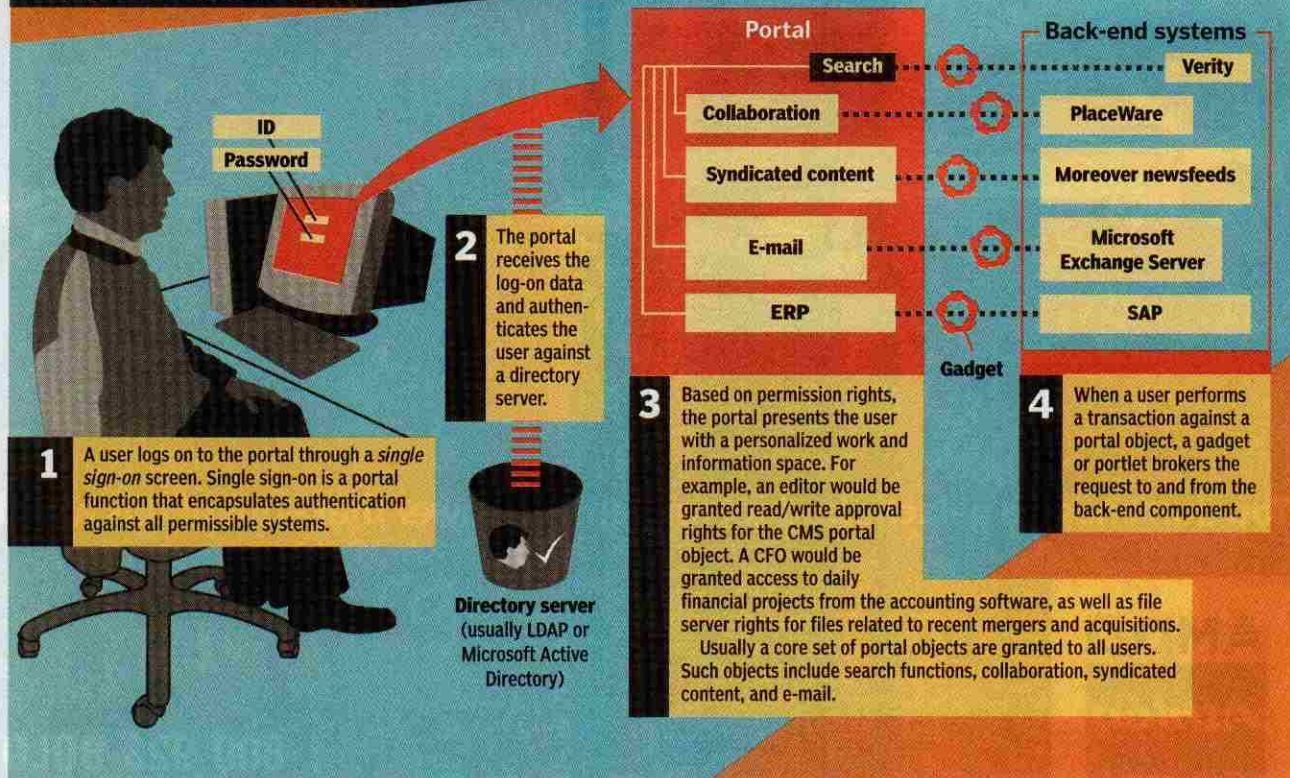 ID
Password
1
A user logs on to the portal through a single
sign-on screen. Single sign-on is a portal
function that encapsulates authentication
against all permissible systems.
2
The portal
receives the
log-on data
and authen-
ticates the
user against
a directory
server.
Directory server
(usually LDAP or
Microsoft Active
Directory)
Portal
Search
Collaboration
Syndicated content
E-mail
ERP
Gadget
Back-end systems
Verity
PlaceWare
Moreover newsfeeds
Microsoft
Exchange Server
SAP
3
Based on permission rights,
the portal presents the user
with a personalized work and
information space. For
example, an editor would be
granted read/write approval
rights for the CMS portal
object. A CFO would be
granted access to daily
financial projects from the accounting software, as well as file
server rights for files related to recent mergers and acquisitions.
Usually a core set of portal objects are granted to all users.
Such objects include search functions, collaboration, syndicated
content, and e-mail.
4
When a user performs
a transaction against a
portal object, a gadget
or portlet brokers the
request to and from the
back-end component.